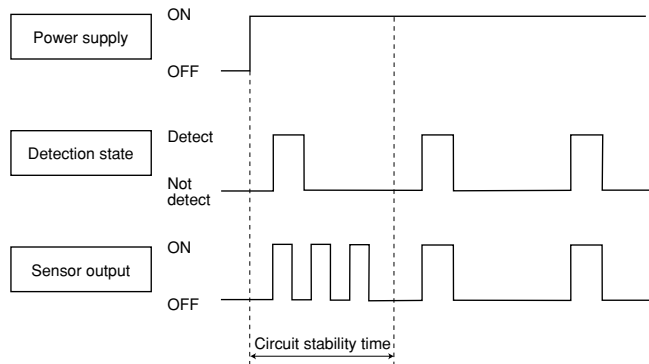 Power supply
ON
OFF
Detection state
Detect
Not
detect
Sensor output
ON
OFF
Circuit stability time